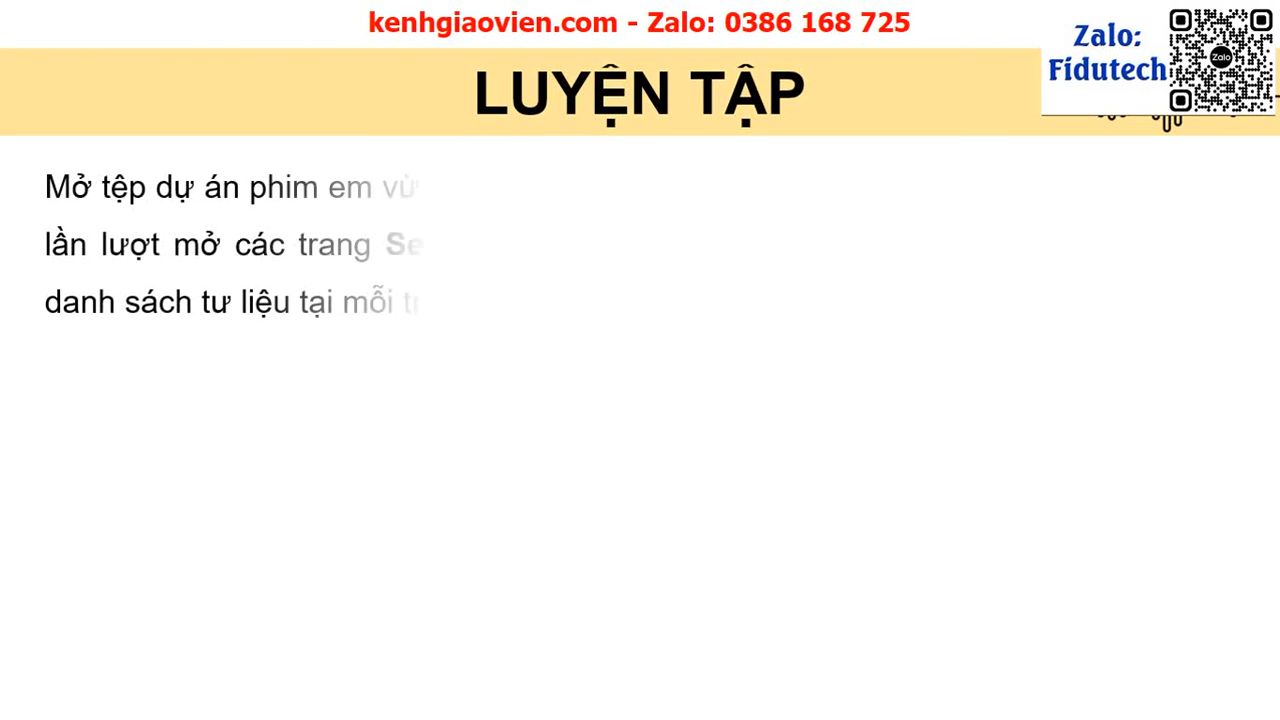 kenhgiaovien.com - Zalo: 0386 168 725
Zalo:
Fidutech
Zalo
LUYỆN TẬP
Mở tệp dự án phim em
lần lượt mở các trang
danh sách tư liệu tại mỗi